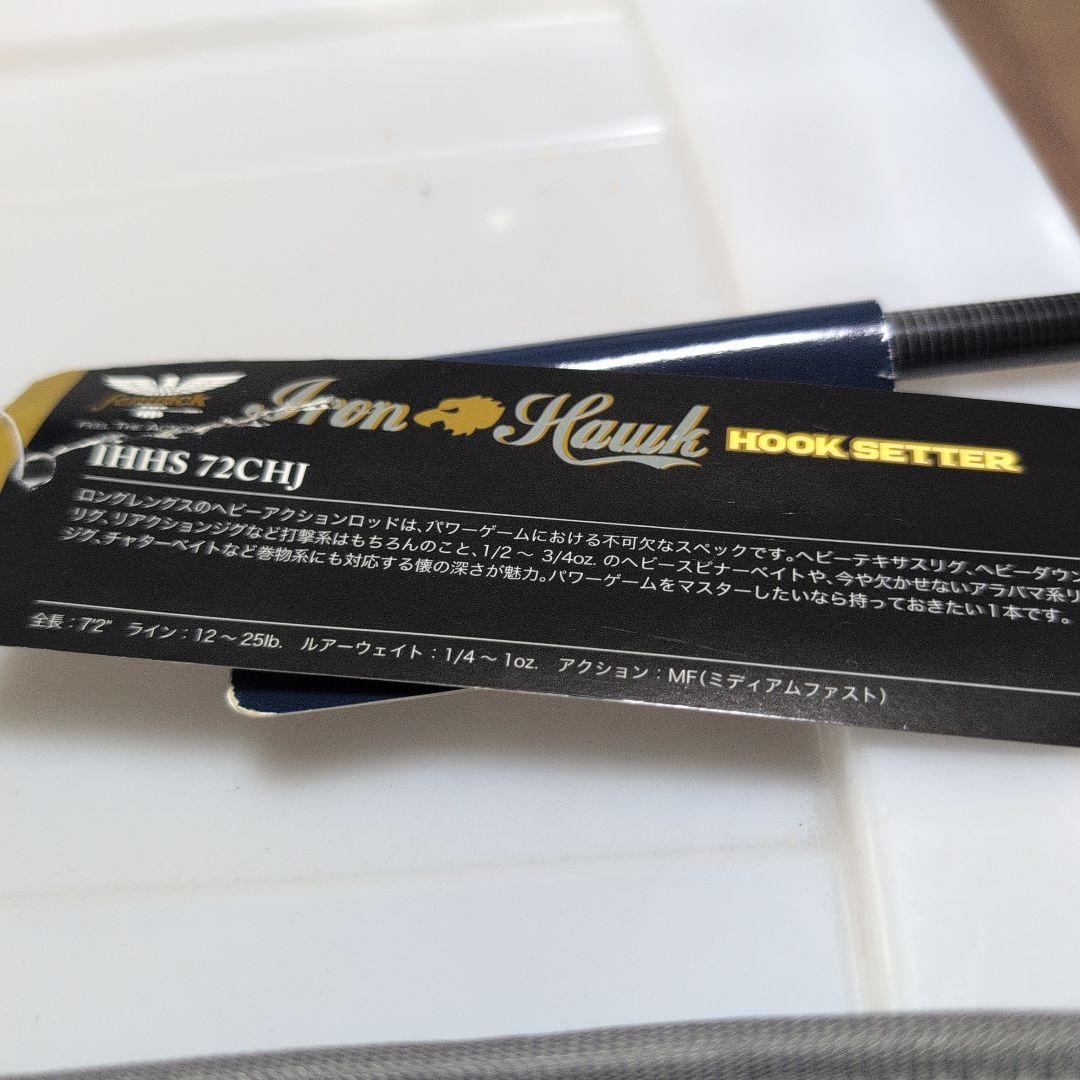 Fenwick
FEEL THE ACTION
Iron Hawk HOOK SETTER
IHHS 72CHJ
ロングレングスのヘビーアクションロッドは、パワーゲームにおける不可欠なスペックです。ヘビーテキサスリグ、ヘビーダウン
リグ、リアクションジグなど打撃系はもちろんのこと、1/2～3/4oz. のヘビースピナーベイトや、今や欠かせないアラバマ系リ
ジグ、チャターベイトなど巻物系にも対応する懐の深さが魅力。パワーゲームをマスターしたいなら持っておきたい1本です。
全長：7'2" ライン：12～25lb. ルアーウェイト：1/4～1oz. アクション：MF(ミディアムファスト)